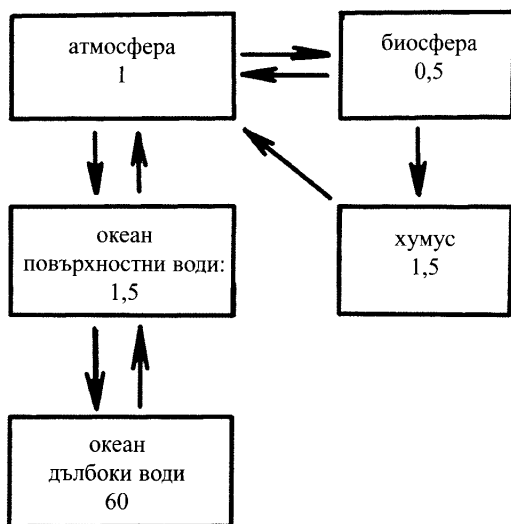 атмосфера
1
биосфера
0,5
океан
повърхностни води:
1,5
хумус
1,5
океан
дълбоки води
60